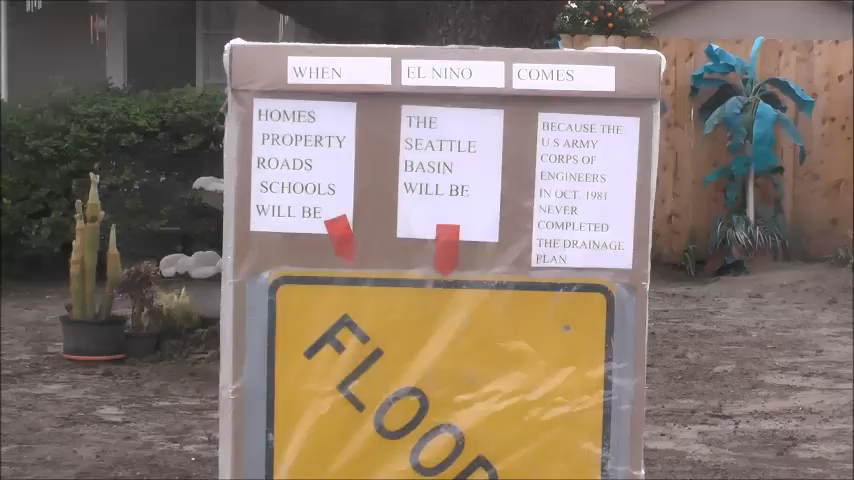 WHEN EL NINO COMES
HOMES
PROPERTY
ROADS
SCHOOLS
WILL BE
THE
SEATTLE
BASIN
WILL BE
BECAUSE THE
U S ARMY
CORPS OF
ENGINEERS
IN OCT. 1981
NEVER
COMPLETED
THE DRAINAGE
PLAN
FLOOD